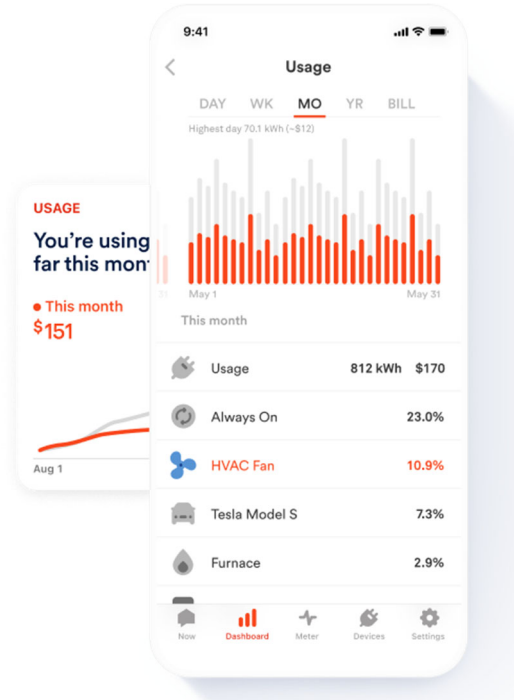 9:41
Usage
DAY WK MO YR BILL
Highest day 70.1 kWh (~$12)
May 1 May 31
This month
Usage 812 kWh $170
Always On 23.0%
HVAC Fan 10.9%
Tesla Model S 7.3%
Furnace 2.9%
Now Dashboard Meter Devices Settings
USAGE
You're using
far this
This month
$151
Aug 1
31